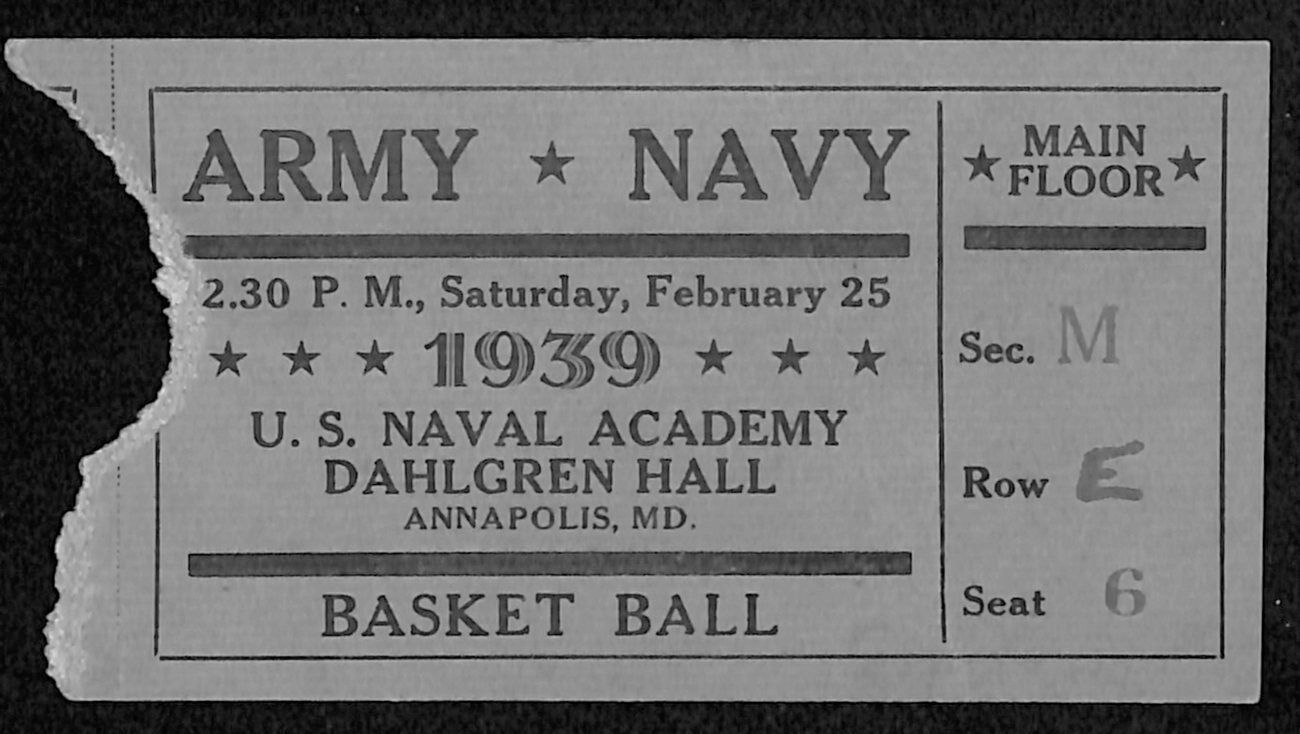 ARMY ★ NAVY
2.30 P. M., Saturday, February 25
★ ★ ★ 1939 ★ ★ ★
U. S. NAVAL ACADEMY
DAHLGREN HALL
ANNAPOLIS, MD.
BASKET BALL
★ MAIN ★
FLOOR
Sec. M
Row E
Seat 6